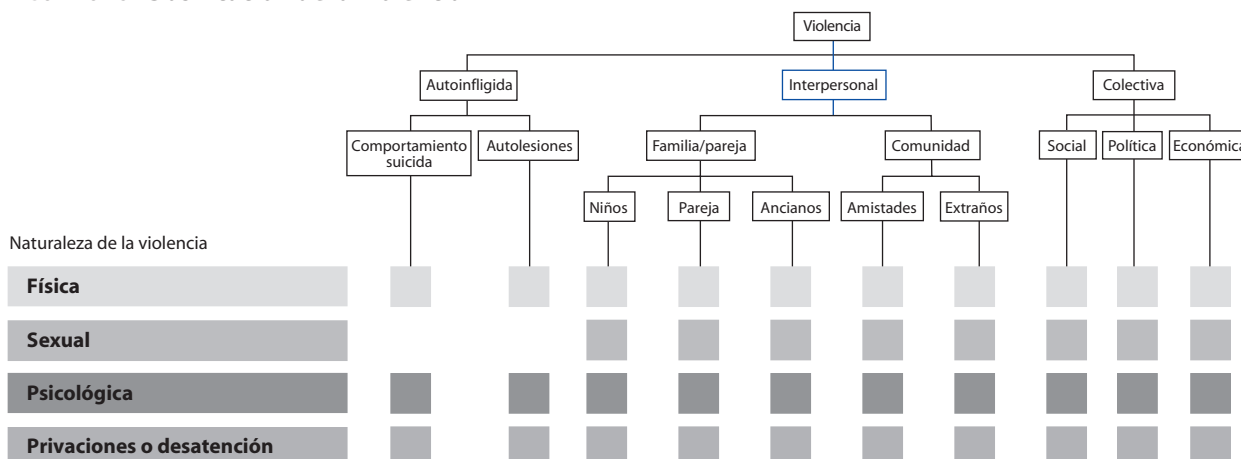 Violencia
Autoinfligida
Interpersonal
Colectiva
Comportamiento
suicida
Autolesiones
Familia/pareja
Comunidad
Social
Política
Económica
Niños
Pareja
Ancianos
Amistades
Extraños
Naturaleza de la violencia
Física
Sexual
Psicológica
Privaciones o desatención